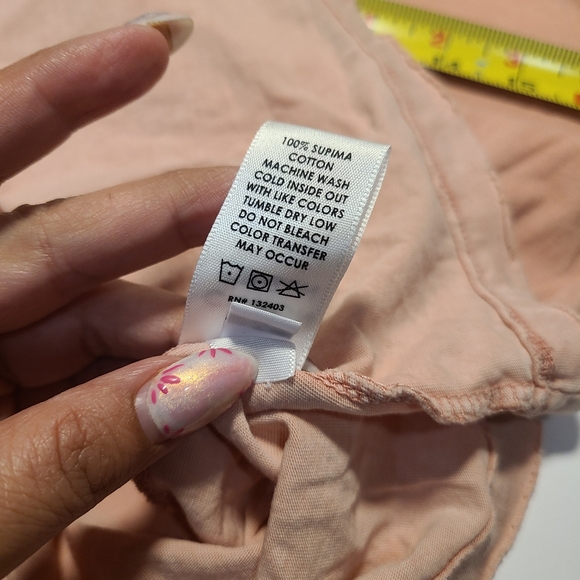 100% SUPIMA
COTTON
MACHINE WASH
COLD INSIDE OUT
WITH LIKE COLORS
TUMBLE DRY LOW
DO NOT BLEACH
COLOR TRANSFER
MAY OCCUR
RN# 132403